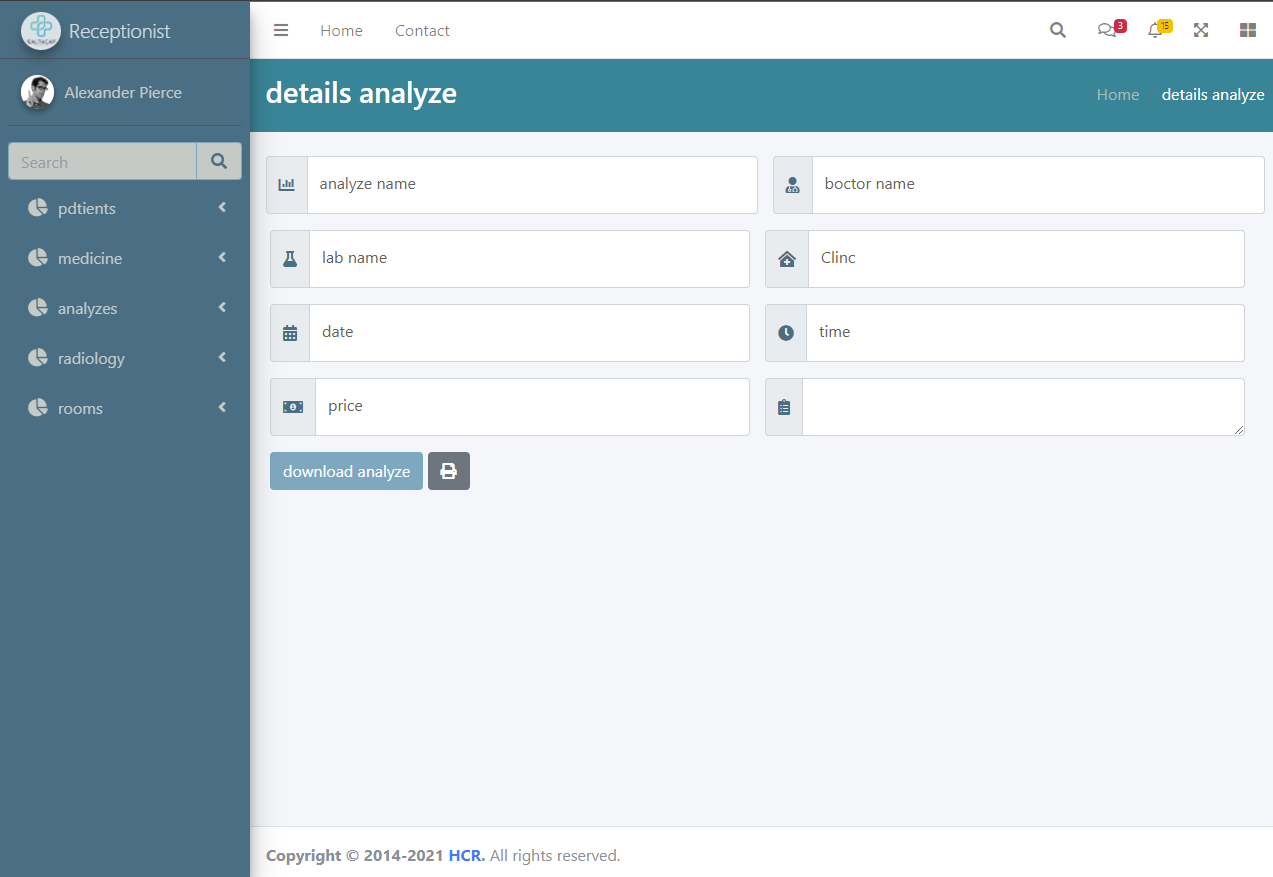 Receptionist
Home
Contact
3
15
Alexander Pierce
details analyze
Home / details analyze
Search
pdtients
medicine
analyzes
radiology
rooms
analyze name
boctor name
lab name
Clinc
date
time
price
download analyze
Copyright © 2014-2021 HCR. All rights reserved.